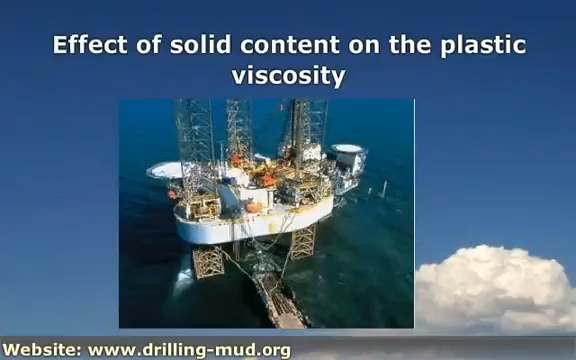 Effect of solid content on the plastic
viscosity
Website: www.drilling-mud.org